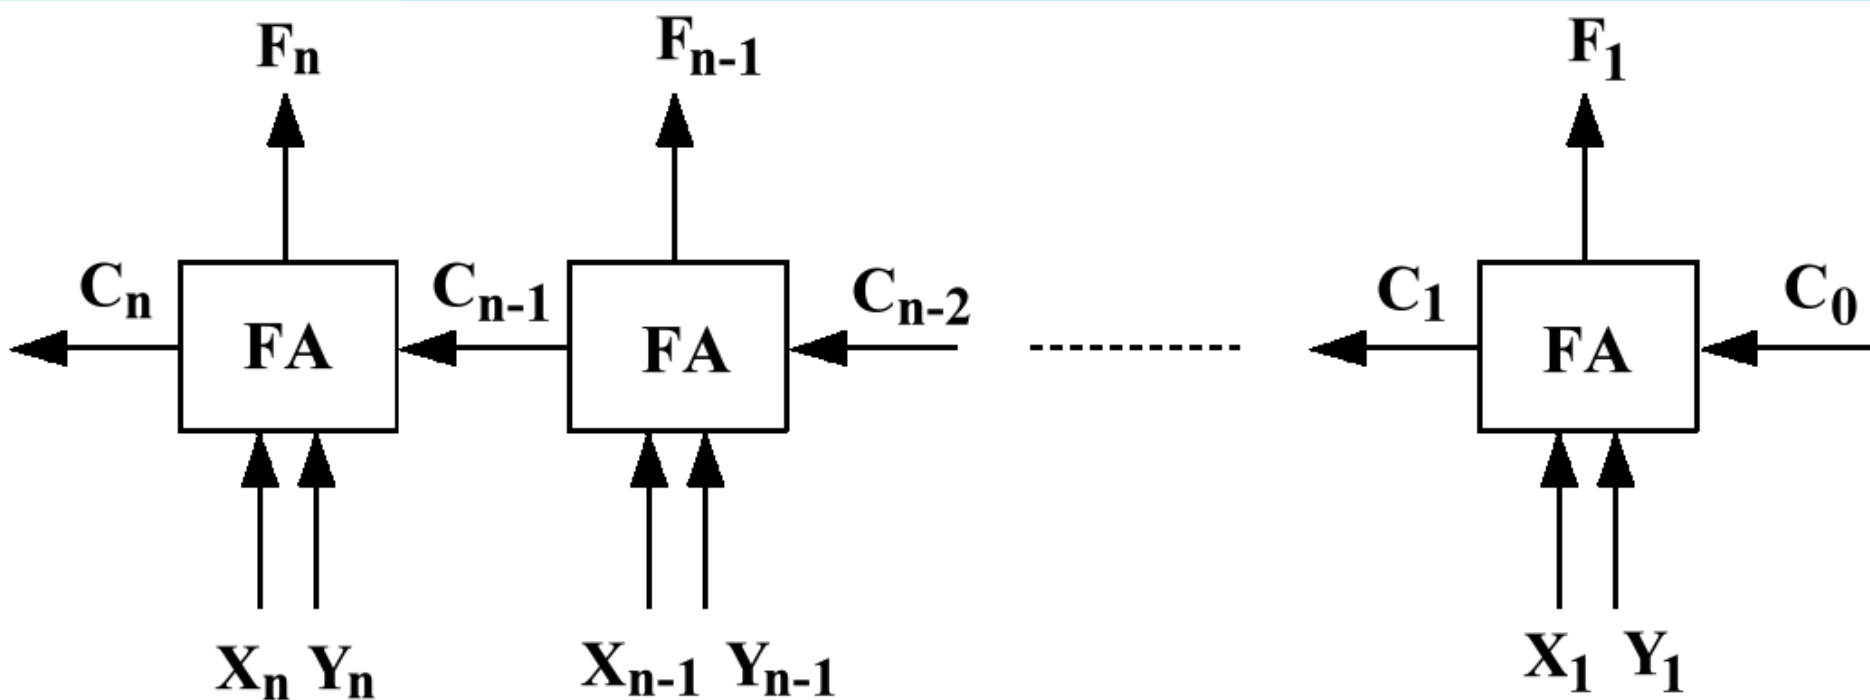 Fn Fn-1 F1
Cn FA Cn-1 FA Cn-2 C1 FA C0
Xn Yn Xn-1 Yn-1 X1 Y1